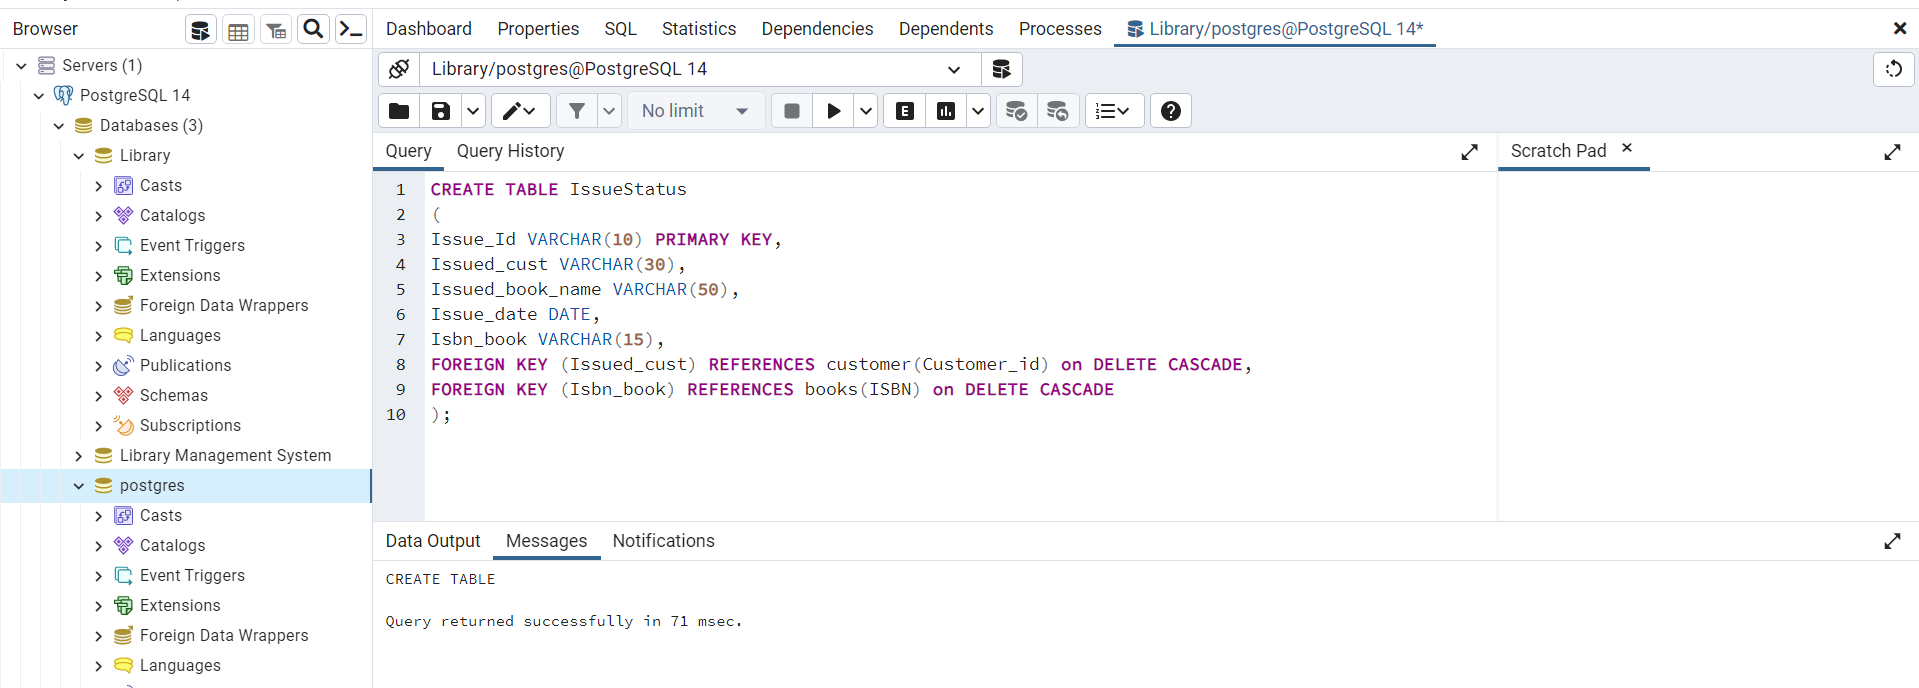 Browser
Servers (1)
PostgreSQL 14
Databases (3)
Library
Casts
Catalogs
Event Triggers
Extensions
Foreign Data Wrappers
Languages
Publications
Schemas
Subscriptions
Library Management System
postgres
Casts
Catalogs
Event Triggers
Extensions
Foreign Data Wrappers
Languages
Dashboard Properties SQL Statistics Dependencies Dependents Processes Library/postgres@PostgreSQL 14*
Library/postgres@PostgreSQL 14
No limit E
Query Query History
1 CREATE TABLE IssueStatus
2 (
3 Issue_Id VARCHAR(10) PRIMARY KEY,
4 Issued_cust VARCHAR(30),
5 Issued_book_name VARCHAR(50),
6 Issue_date DATE,
7 Isbn_book VARCHAR(15),
8 FOREIGN KEY (Issued_cust) REFERENCES customer(Customer_id) on DELETE CASCADE,
9 FOREIGN KEY (Isbn_book) REFERENCES books(ISBN) on DELETE CASCADE
10 );
Scratch Pad
Data Output Messages Notifications
CREATE TABLE
Query returned successfully in 71 msec.